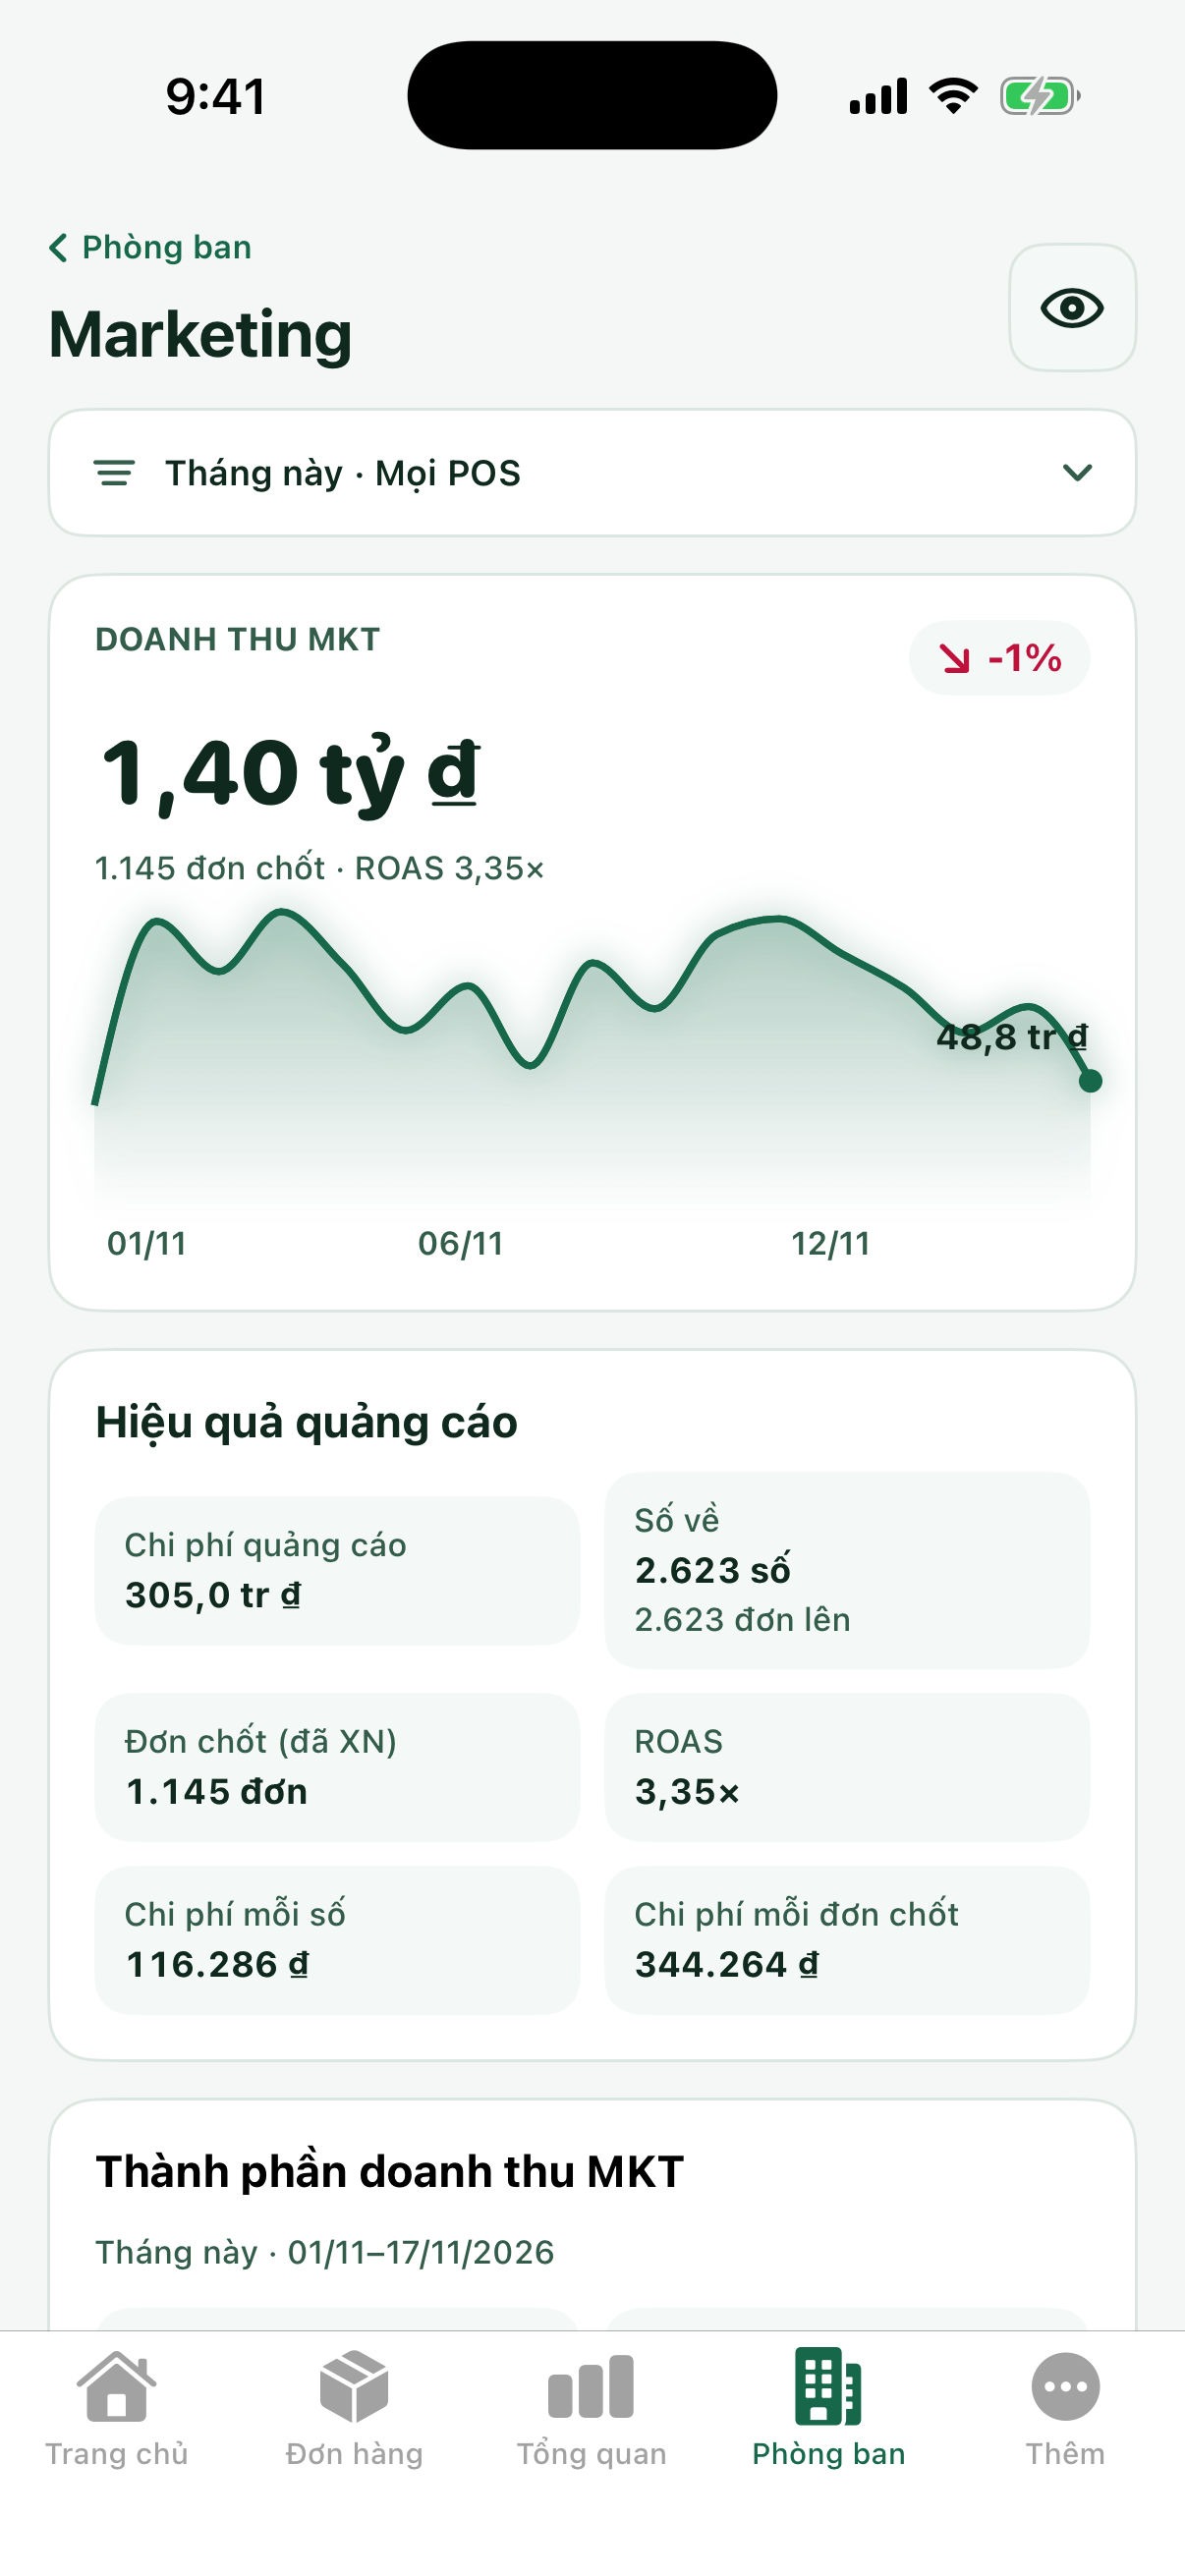 9:41
Phòng ban
Marketing
Tháng này · Mọi POS
DOANH THU MKT
-1%
1,40 tỷ ₫
1.145 đơn chốt · ROAS 3,35×
48,8 tr ₫
01/11
06/11
12/11
Hiệu quả quảng cáo
Chi phí quảng cáo
305,0 tr ₫
Số về
2.623 số
2.623 đơn lên
Đơn chốt (đã XN)
1.145 đơn
ROAS
3,35×
Chi phí mỗi số
116.286 ₫
Chi phí mỗi đơn chốt
344.264 ₫
Thành phần doanh thu MKT
Tháng này · 01/11–17/11/2026
Trang chủ
Đơn hàng
Tổng quan
Phòng ban
Thêm